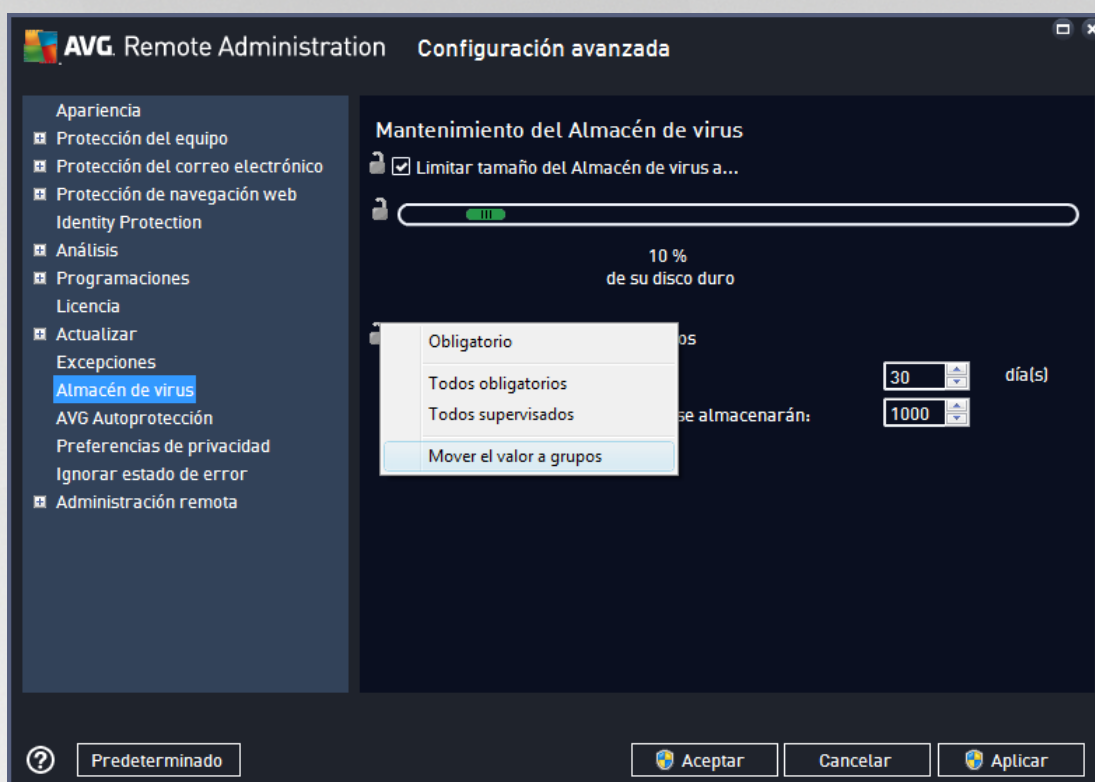 AVG. Remote Administration Configuración avanzada
Apariencia
Protección del equipo
Protección del correo electrónico
Protección de navegación web
Identity Protection
Análisis
Programaciones
Licencia
Actualizar
Excepciones
Almacén de virus
AVG Autoprotección
Preferencias de privacidad
Ignorar estado de error
Administración remota
Mantenimiento del Almacén de virus
Limitar tamaño del Almacén de virus a...
10 %
de su disco duro
Obligatorio
Todos obligatorios
Todos supervisados
Mover el valor a grupos
os
30 día(s)
se almacenarán: 1000
? Predeterminado Aceptar Cancelar Aplicar